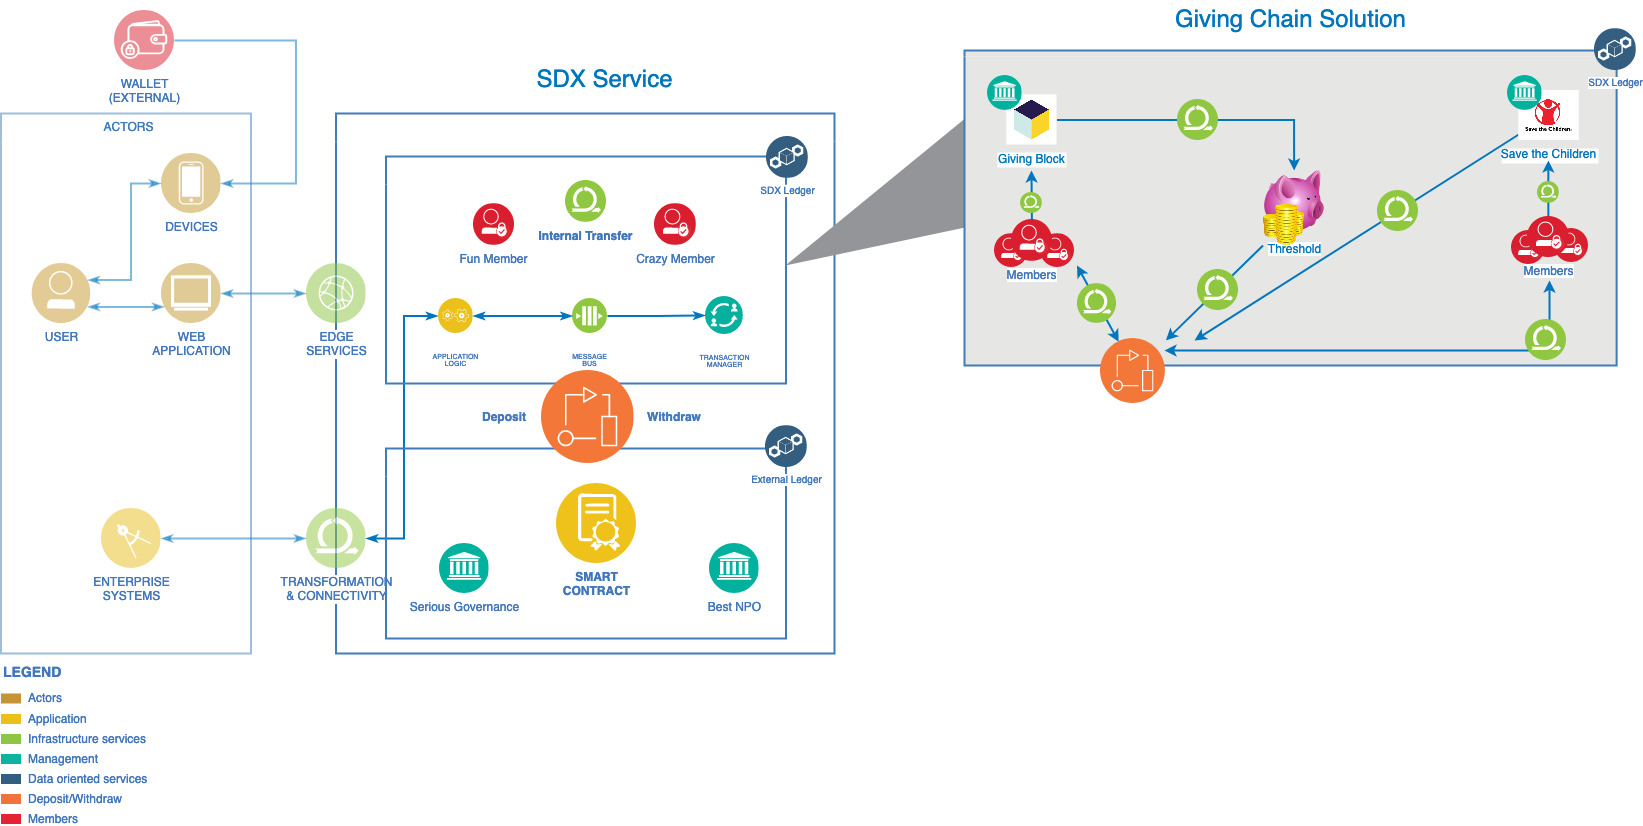 Giving Chain Solution
SDX Service
WALLET
(EXTERNAL)
ACTORS
DEVICES
USER
WEB
APPLICATION
EDGE
SERVICES
ENTERPRISE
SYSTEMS
TRANSFORMATION
& CONNECTIVITY
SDX Ledger
Internal Transfer
Fun Member
Crazy Member
APPLICATION
LOGIC
MESSAGE
BUS
TRANSACTION
MANAGER
Deposit
Withdraw
External Ledger
SMART
CONTRACT
Serious Governance
Best NPO
SDX Ledger
Giving Block
Save the Children.
Save the Children
Threshold
Members
Members
LEGEND
Actors
Application
Infrastructure services
Management
Data oriented services
Deposit/Withdraw
Members